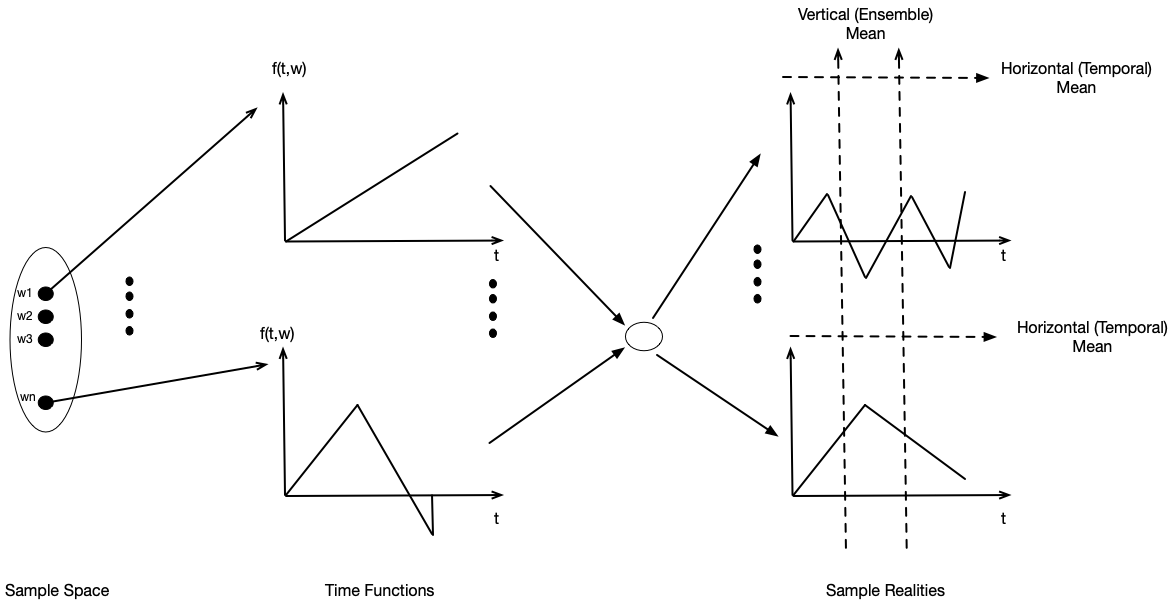 Vertical (Ensemble)
Mean
f(t,w)
Horizontal (Temporal)
Mean
t
t
w1
w2
w3
wn
f(t,w)
Horizontal (Temporal)
Mean
t
t
Sample Space
Time Functions
Sample Realities